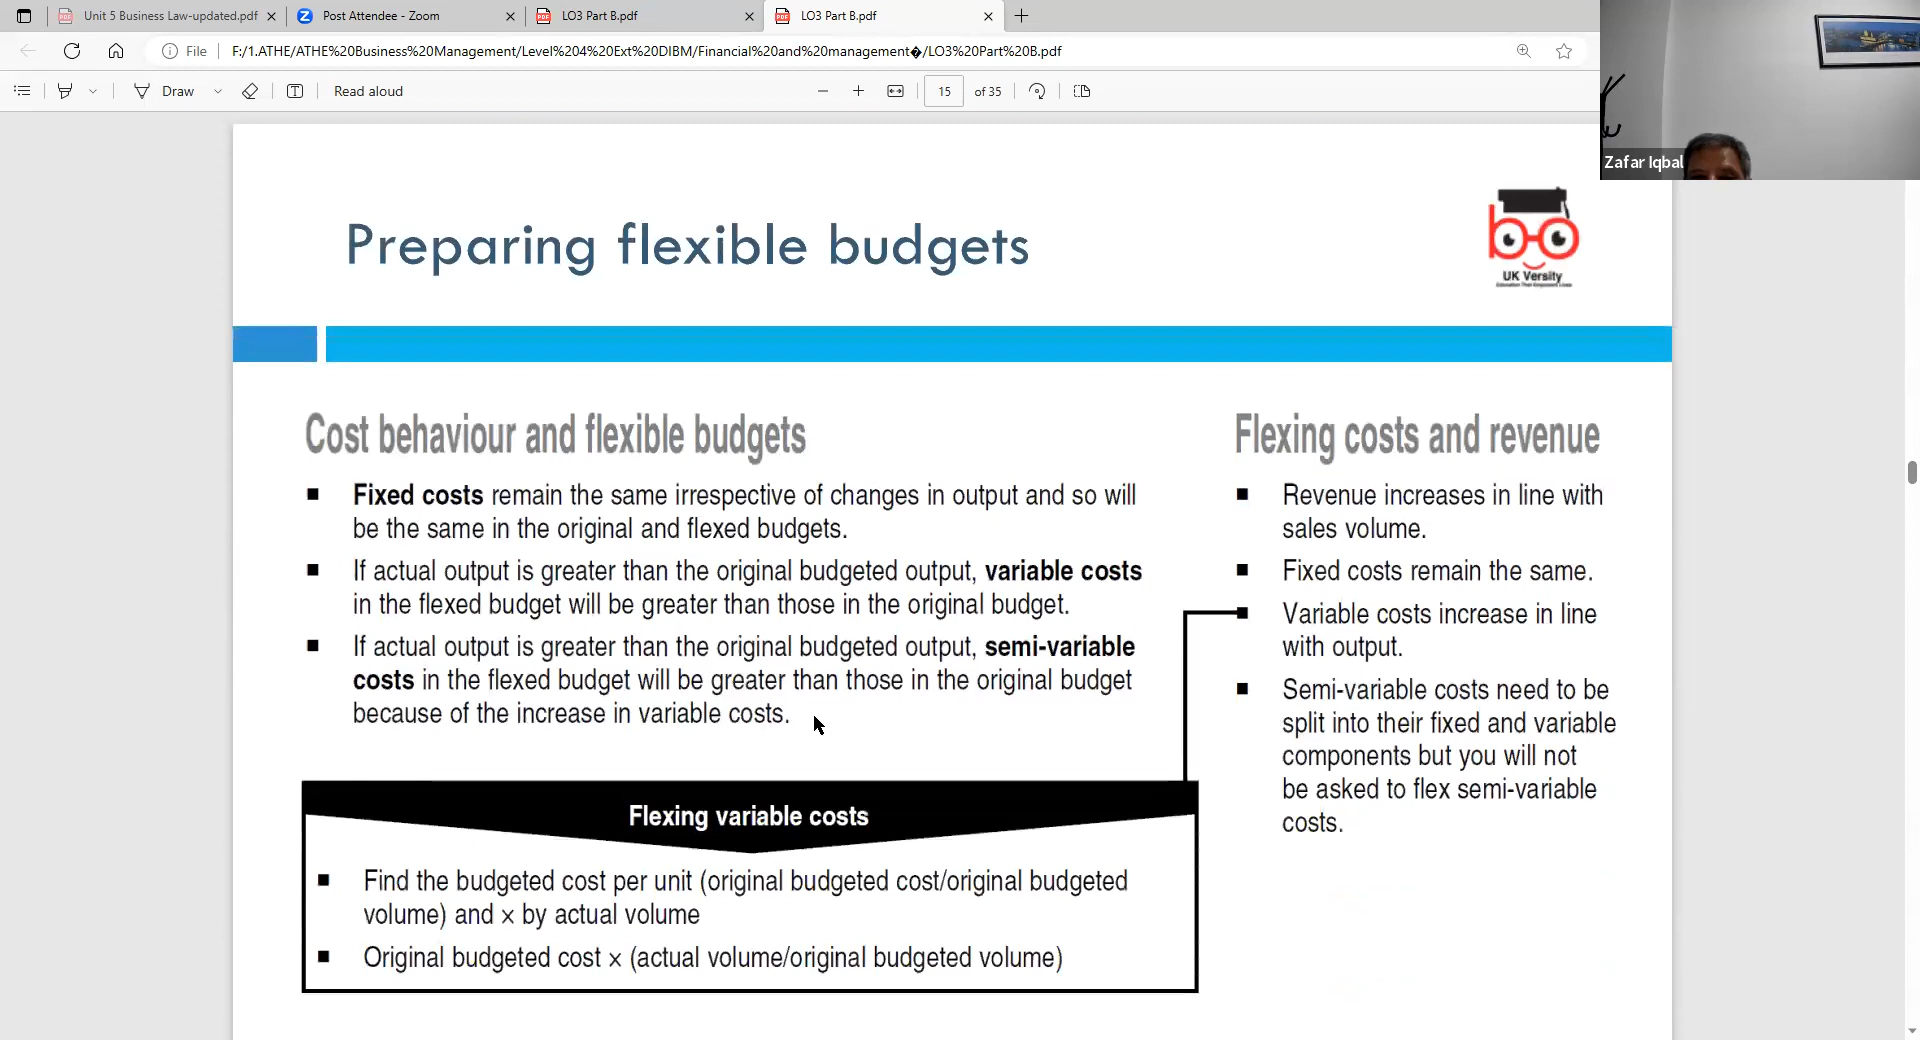 Unit 5 Business Law-updated.pdf
Post Attendee - Zoom
LO3 Part B.pdf
LO3 Part B.pdf
File
F:/1.ATHE/ATHE%20Business%20Management/Level%204%20Ext%20DIBM/Financial%20and%20management�/LO3%20Part%20B.pdf
Draw
Read aloud
15
of 35
Zafar Iqbal
Preparing flexible budgets
UK Versity
Cost behaviour and flexible budgets
■ Fixed costs remain the same irrespective of changes in output and so will
be the same in the original and flexed budgets.
■ If actual output is greater than the original budgeted output, variable costs
in the flexed budget will be greater than those in the original budget.
■ If actual output is greater than the original budgeted output, semi-variable
costs in the flexed budget will be greater than those in the original budget
because of the increase in variable costs.
Flexing variable costs
■ Find the budgeted cost per unit (original budgeted cost/original budgeted
volume) and × by actual volume
■ Original budgeted cost × (actual volume/original budgeted volume)
Flexing costs and revenue
■ Revenue increases in line with
sales volume.
■ Fixed costs remain the same.
■ Variable costs increase in line
with output.
■ Semi-variable costs need to be
split into their fixed and variable
components but you will not
be asked to flex semi-variable
costs.